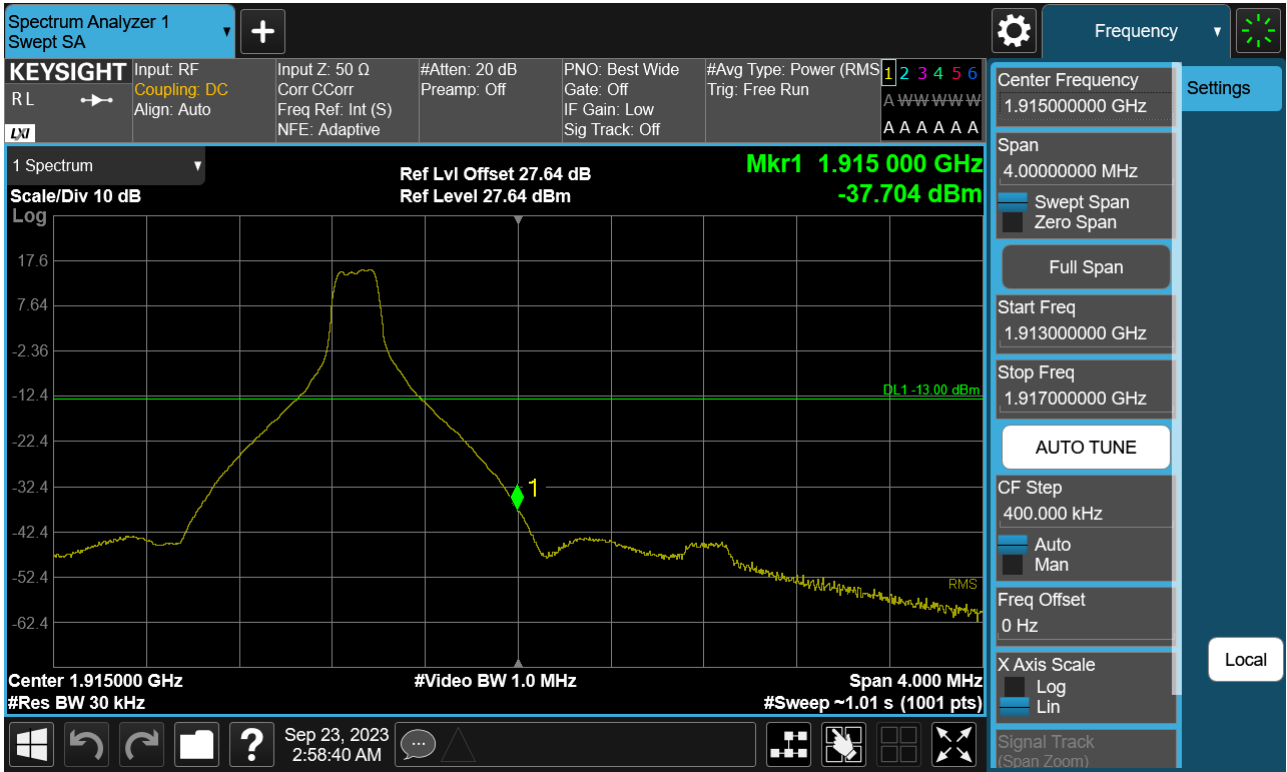 Spectrum Analyzer 1
Swept SA
+
Frequency
KEYSIGHT
R L
LXI
Input: RF
Coupling: DC
Align: Auto
Input Z: 50 Ω
Corr CCorr
Freq Ref: Int (S)
NFE: Adaptive
#Atten: 20 dB
Preamp: Off
PNO: Best Wide
Gate: Off
IF Gain: Low
Sig Track: Off
#Avg Type: Power (RMS
Trig: Free Run
1 2 3 4 5 6
A W W W W W
A A A A A A
1 Spectrum
Scale/Div 10 dB
Log
Ref Lvl Offset 27.64 dB
Ref Level 27.64 dBm
Mkr1 1.915 000 GHz
-37.704 dBm
17.6
7.64
-2.36
-12.4
-22.4
-32.4
-42.4
-52.4
-62.4
DL1 -13.00 dBm
1
RMS
Center 1.915000 GHz
#Video BW 1.0 MHz
Span 4.000 MHz
#Res BW 30 kHz
#Sweep ~1.01 s (1001 pts)
Center Frequency
1.915000000 GHz
Settings
Span
4.00000000 MHz
Swept Span
Zero Span
Full Span
Start Freq
1.913000000 GHz
Stop Freq
1.917000000 GHz
AUTO TUNE
CF Step
400.000 kHz
Auto
Man
Freq Offset
0 Hz
X Axis Scale
Log
Lin
Signal Track
(Span Zoom)
Local
?
Sep 23, 2023
2:58:40 AM